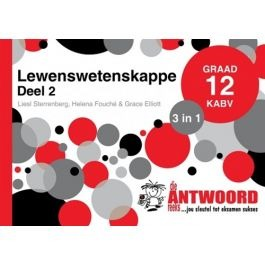 Lewenswetenskappe
Deel 2
Liesl Sterrenberg, Helena Fouché & Grace Elliott
GRAAD
12
KABV
3 in 1
die
ANTWOORD
reeks
...jou sleutel tot eksamen sukses